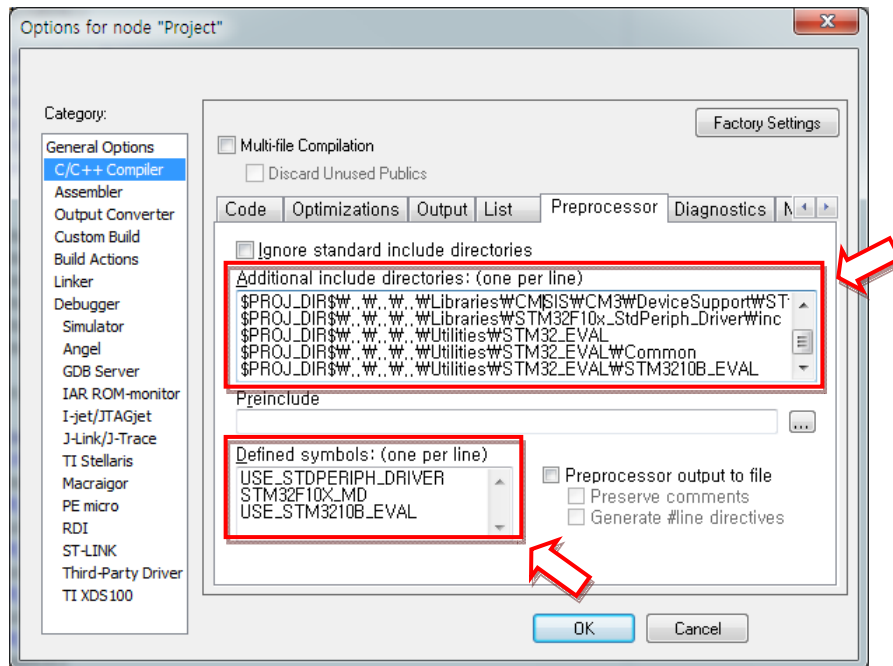 Options for node "Project"
Category:
General Options
C/C++ Compiler
Assembler
Output Converter
Custom Build
Build Actions
Linker
Debugger
Simulator
Angel
GDB Server
IAR ROM-monitor
I-jet/JTAGjet
J-Link/J-Trace
TI Stellaris
Macraigor
PE micro
RDI
ST-LINK
Third-Party Driver
TI XDS100
Factory Settings
Multi-file Compilation
Discard Unused Publics
Code Optimizations Output List Preprocessor Diagnostics
Ignore standard include directories
Additional include directories: (one per line)
$PROJ_DIR$₩..₩..₩..₩Libraries₩CMSIS₩CM3₩DeviceSupport₩ST
$PROJ_DIR$₩..₩..₩..₩Libraries₩STM32F10x_StdPeriph_Driver₩inc
$PROJ_DIR$₩..₩..₩..₩Utilities₩STM32_EVAL
$PROJ_DIR$₩..₩..₩..₩Utilities₩STM32_EVAL₩Common
$PROJ_DIR$₩..₩..₩..₩Utilities₩STM32_EVAL₩STM3210B_EVAL
Preinclude
...
Defined symbols: (one per line)
USE_STDPERIPH_DRIVER
STM32F10X_MD
USE_STM3210B_EVAL
Preprocessor output to file
Preserve comments
Generate #line directives
OK Cancel